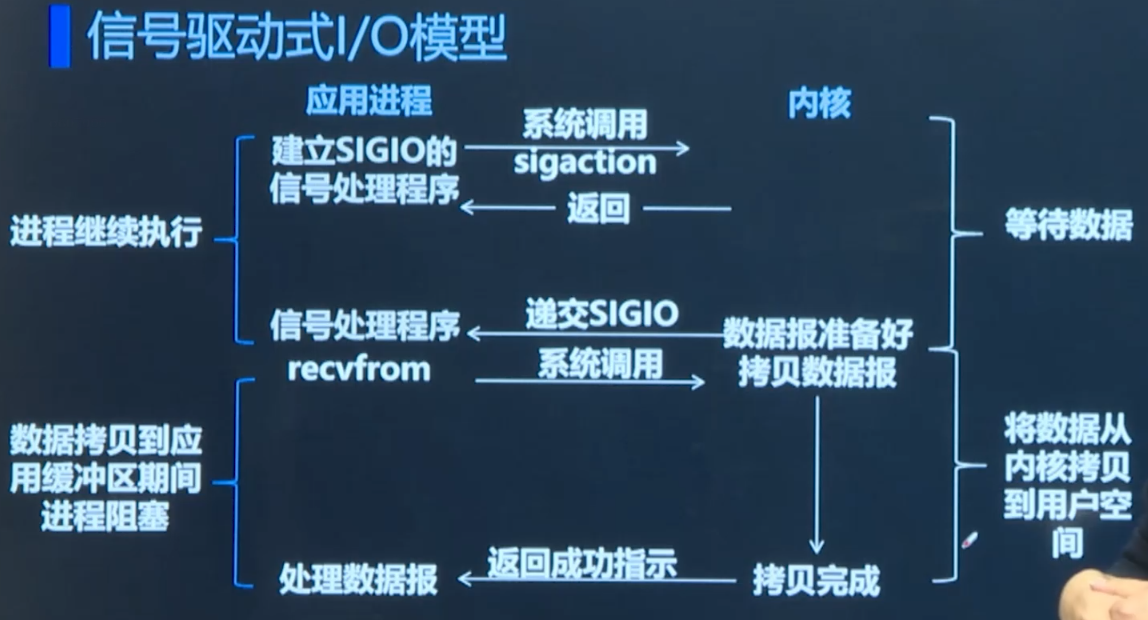 信号驱动式I/O模型
应用进程
内核
建立SIGIO的
信号处理程序
系统调用
sigaction
返回
进程继续执行
等待数据
信号处理程序
递交SIGIO
数据报准备好
recvfrom
系统调用
拷贝数据报
数据拷贝到应
用缓冲区期间
进程阻塞
将数据从
内核拷贝
到用户空
间
处理数据报
返回成功指示
拷贝完成